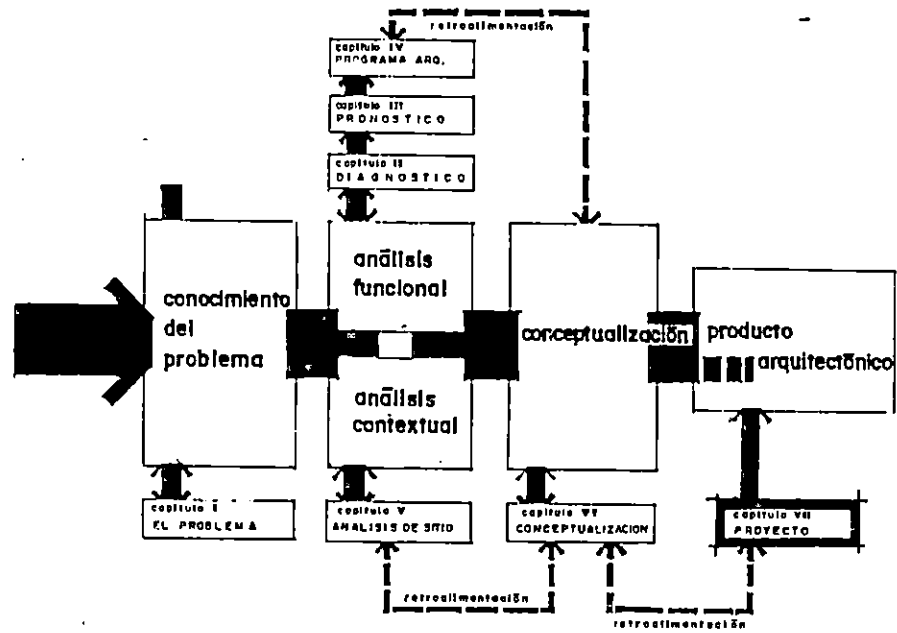 retroalimentación
capitulo IV
PROGRAMA ARQ.
capitulo III
PRONOSTICO
capitulo II
DIAGNOSTICO
conocimiento
del
problema
análisis
funcional
análisis
contextual
conceptualización
producto
arquitectónico
capitulo I
EL PROBLEMA
capitulo V
ANALISIS DE SITIO
capitulo VI
CONCEPTUALIZACION
capitulo VII
PROYECTO
retroalimentación
retroalimentación